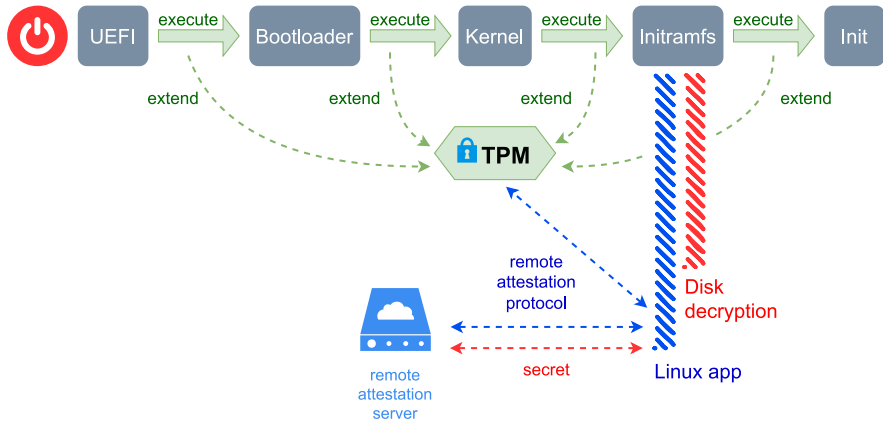 execute
execute
execute
execute
UEFI
Bootloader
Kernel
Initramfs
Init
extend
extend
extend
extend
TPM
remote
attestation
protocol
Disk
decryption
secret
Linux app
remote
attestation
server